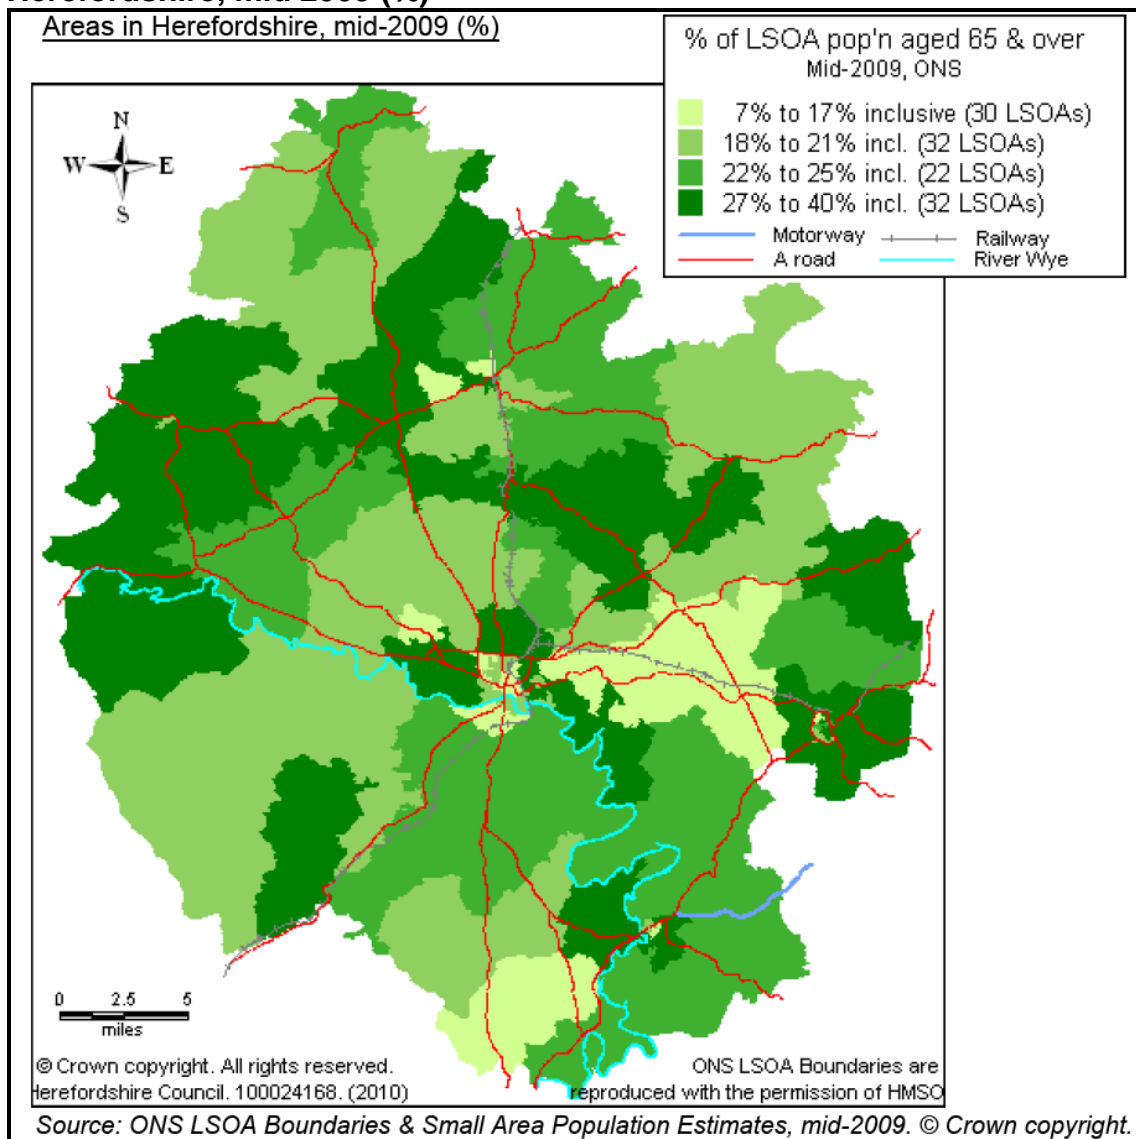 Areas in Herefordshire, mid-2009 (%)
% of LSOA pop'n aged 65 & over
Mid-2009, ONS
7% to 17% inclusive (30 LSOAs)
18% to 21% incl. (32 LSOAs)
22% to 25% incl. (22 LSOAs)
27% to 40% incl. (32 LSOAs)
Motorway
Railway
A road
River Wye
N
W E
S
0 2.5 5
miles
© Crown copyright. All rights reserved.
Herefordshire Council. 100024168. (2010)
ONS LSOA Boundaries are
reproduced with the permission of HMSO
Source: ONS LSOA Boundaries & Small Area Population Estimates, mid-2009. © Crown copyright.